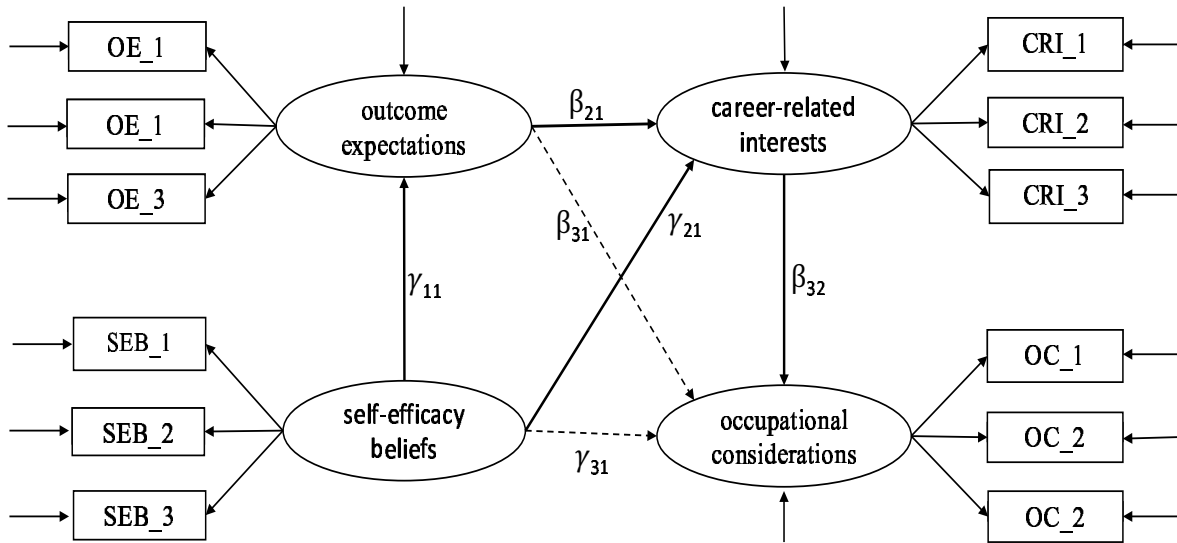 OE_1
OE_1
OE_3
outcome
expectations
β21
career-related
interests
CRI_1
CRI_2
CRI_3
β31
γ21
γ11
β32
SEB_1
SEB_2
SEB_3
self-efficacy
beliefs
γ31
occupational
considerations
OC_1
OC_2
OC_2